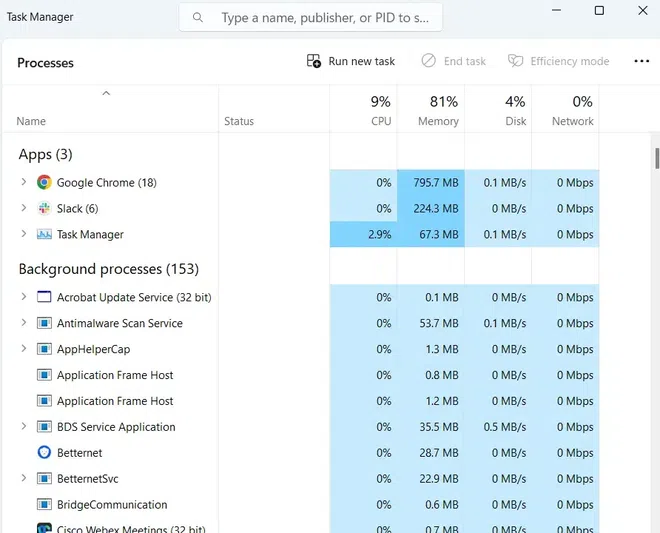 Task Manager
Type a name, publisher, or PID to s...
Processes
Run new task
End task
Efficiency mode
9% 81% 4% 0%
Name Status CPU Memory Disk Network
Apps (3)
Google Chrome (18) 0% 795.7 MB 0.1 MB/s 0 Mbps
Slack (6) 0% 224.3 MB 0 MB/s 0 Mbps
Task Manager 2.9% 67.3 MB 0.1 MB/s 0 Mbps
Background processes (153)
Acrobat Update Service (32 bit) 0% 0.1 MB 0 MB/s 0 Mbps
Antimalware Scan Service 0% 53.7 MB 0.1 MB/s 0 Mbps
AppHelperCap 0% 1.3 MB 0 MB/s 0 Mbps
Application Frame Host 0% 0.8 MB 0 MB/s 0 Mbps
Application Frame Host 0% 1.2 MB 0 MB/s 0 Mbps
BDS Service Application 0% 35.5 MB 0.5 MB/s 0 Mbps
Betternet 0% 28.7 MB 0 MB/s 0 Mbps
BetternetSvc 0% 22.9 MB 0 MB/s 0 Mbps
BridgeCommunication 0% 0.6 MB 0 MB/s 0 Mbps
Cisco Webex Meetings (32 bit) 0% 0.7 MB 0 MB/s 0 Mbps